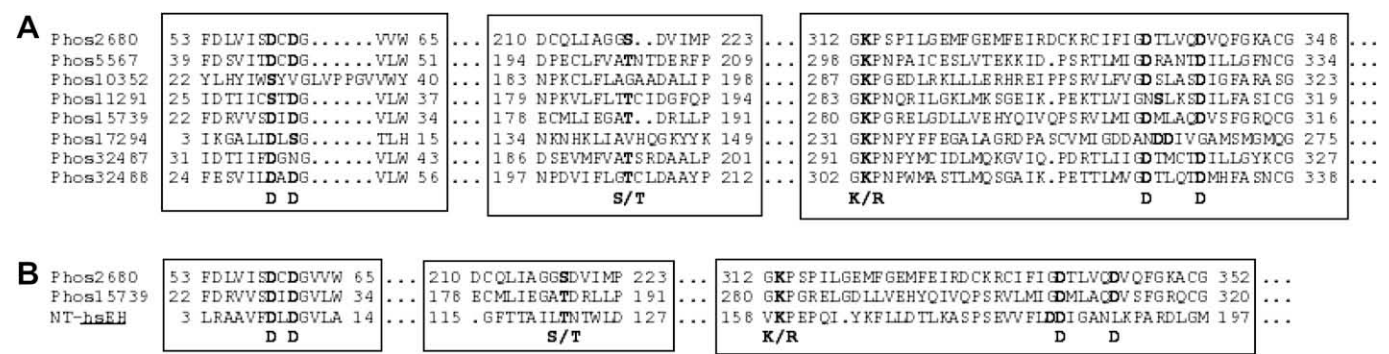 A
Phos2680 53 FDLVISDCDG......VVW 65 ... 210 DCQLIAGGS..DVIMP 223 ... 312 GKPSPILGEMFGEMFEIRDCKRCIFIGDTLVQDVQFGKACG 348 ...
Phos5567 39 FDSVITDCDG......VLW 51 ... 194 DPECLFVATNTDERFP 209 ... 298 GKPNPAICESLVTEKKID.PSRTLMIGDRANTDILLGFNCG 334 ...
Phos10352 22 YLHYIWSYVGLVPPGVVWY 40 ... 183 NPKCLFLAGAADALIP 198 ... 287 GKPGEDLRKLLLERHREIPPSRVLFVGDSLASDIGFARASG 323 ...
Phos11291 25 IDTIICSTDG......VLW 37 ... 179 NPKVLFLTTCIDGFQP 194 ... 283 GKPNQRILGKLMKSGEIK.PEKTLVIGNSLKSDILFASICG 319 ...
Phos15739 22 FDRVVSDIDG......VLW 34 ... 178 ECMLIEGAT..DRLLP 191 ... 280 GKPGRELGDLLVEHYQIVQPSRVLMIGDMLAQDVSFGRQCG 316 ...
Phos17294 3 IKGALIDLSG......TLH 15 ... 134 NKNHKLIAVHQGKYYK 149 ... 231 GKPNPYFFEGALAGRDPASCVMIGDDANDDIVGAMSMGMQG 275 ...
Phos32487 31 IDTIIFDGNG......VLW 43 ... 186 DSEVMFVATSRDAALP 201 ... 291 GKPNPYMCIDLMQKGVIQ.PDRTLIIGDTMCTDILLGYKCG 327 ...
Phos32488 24 FESVILDADG......VLW 56 ... 197 NPDVIFLGTCLDAAYP 212 ... 302 GKPNPWMASTLMQSGAIK.PETTLMVGDTLQTDMHFASNCG 338 ...
D D S/T K/R D D
B
Phos2680 53 FDLVISDCDGVVW 65 ... 210 DCQLIAGGSDVIMP 223 ... 312 GKPSPILGEMFGEMFEIRDCKRCIFIGDTLVQDVQFGKACG 352 ...
Phos15739 22 FDRVVSDIDGVLW 34 ... 178 ECMLIEGATDRLLP 191 ... 280 GKPGRELGDLLVEHYQIVQPSRVLMIGDMLAQDVSFGRQCG 320 ...
NT-hsEH 3 LRAAVFDLDGVLA 14 ... 115 .GFTTAILTNTWLD 127 ... 158 VKPEPQI.YKFLLDTLKASPSEVVFLDDIGANLKPARDLGM 197 ...
D D S/T K/R D D